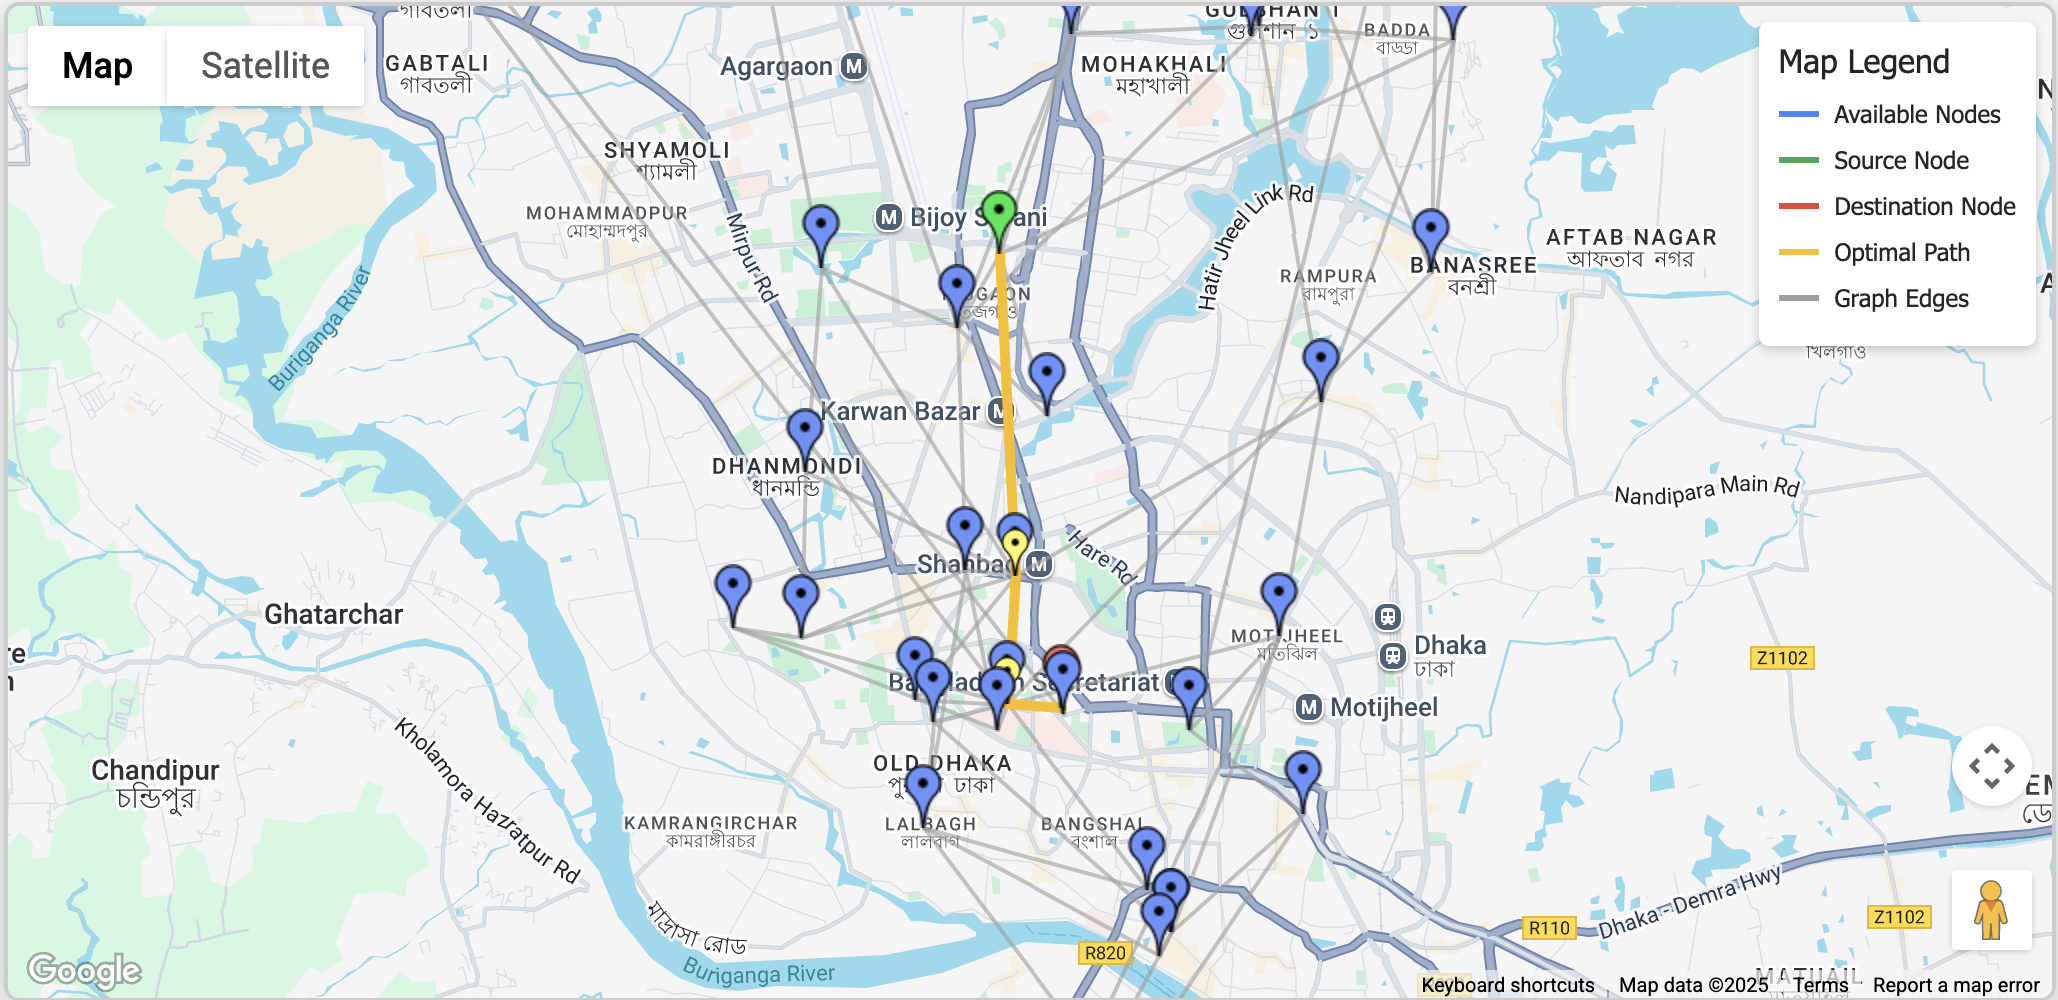 গাবতলী
GULSHAN 1
গুলশান ১
BADDA
বাড্ডা
Map
Satellite
GABTALI
গাবতলী
Agargaon
MOHAKHALI
মহাখালী
Map Legend
Available Nodes
Source Node
Destination Node
Optimal Path
Graph Edges
SHYAMOLI
শ্যামলী
MOHAMMADPUR
মোহাম্মদপুর
Mirpur Rd
Bijoy Sarani
Hatir Jheel Link Rd
AFTAB NAGAR
আফতাব নগর
RAMPURA
রামপুরা
BANASREE
বনশ্রী
Buriganga River
খিলগাঁও
Karwan Bazar
DHANMONDI
ধানমন্ডি
Nandipara Main Rd
Hare Rd
Shahbag
Ghatarchar
MOTIJHEEL
মতিঝিল
Dhaka
ঢাকা
Z1102
Bangladesh Secretariat
Motijheel
Kholamora Hazratpur Rd
OLD DHAKA
পুরান ঢাকা
Chandipur
চন্ডিপুর
KAMRANGIRCHAR
কামরাঙ্গীরচর
LALBAGH
লালবাগ
BANGSHAL
বংশাল
মাদ্রাসা রোড
Dhaka - Demra Hwy
R110
Z1102
R820
Buriganga River
Google
MATUAIL
Keyboard shortcuts
Map data ©2025
Terms
Report a map error